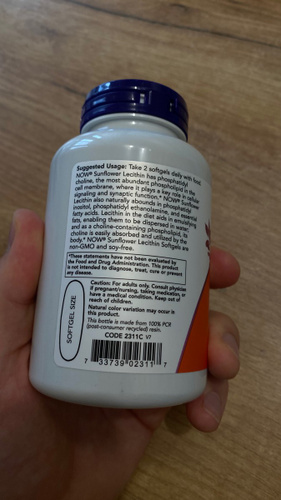 Suggested Usage: Take 2 softgels daily with food.
NOW® Sunflower Lecithin has phosphatidyl
choline, the most abundant phospholipid in the
cell membrane, where it plays a key role in cellular
signaling and synaptic function.* NOW® Sunflower
Lecithin also naturally abounds in phosphatidyl
inositol, phosphatidyl ethanolamine, and essential
fatty acids. Lecithin in the diet aids in emulsifying
fats, enabling them to be dispersed in water,
and as a choline-containing phospholipid,
choline is easily absorbed and utilized by the
body.* NOW® Sunflower Lecithin Softgels are
non-GMO and soy-free.
*These statements have not been evaluated by
the Food and Drug Administration. This product
is not intended to diagnose, treat, cure or prevent
any disease.
SOFTGEL SIZE
Caution: For adults only. Consult physician
if pregnant/nursing, taking medication, or
have a medical condition. Keep out of
reach of children.
Natural color variation may occur in
this product.
This bottle is made from 100% PCR
(post-consumer recycled) resin.
CODE 2311C V7
7 33739 02311 7